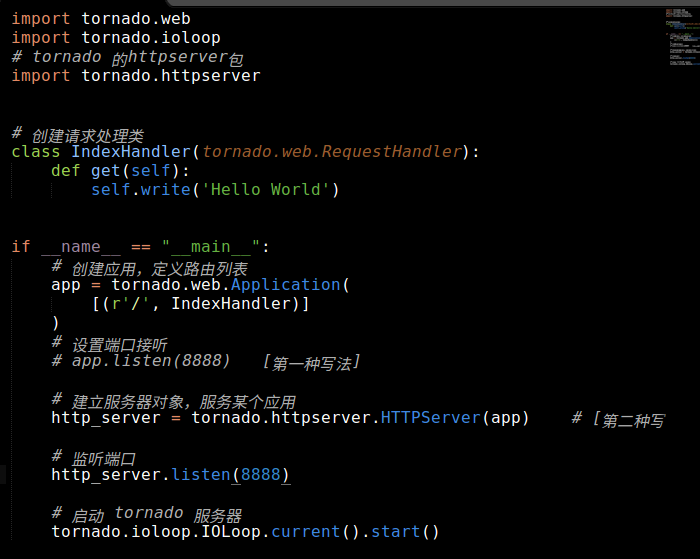 import tornado.web
import tornado.ioloop
# tornado 的httpserver包
import tornado.httpserver
# 创建请求处理类
class IndexHandler(tornado.web.RequestHandler):
def get(self):
self.write('Hello World')
if __name__ == "__main__":
# 创建应用，定义路由列表
app = tornado.web.Application(
[(r'/', IndexHandler)]
)
# 设置端口接听
# app.listen(8888)   [第一种写法]
# 建立服务器对象，服务某个应用
http_server = tornado.httpserver.HTTPServer(app)    # [第二种写
# 监听端口
http_server.listen(8888)
# 启动 tornado 服务器
tornado.ioloop.IOLoop.current().start()